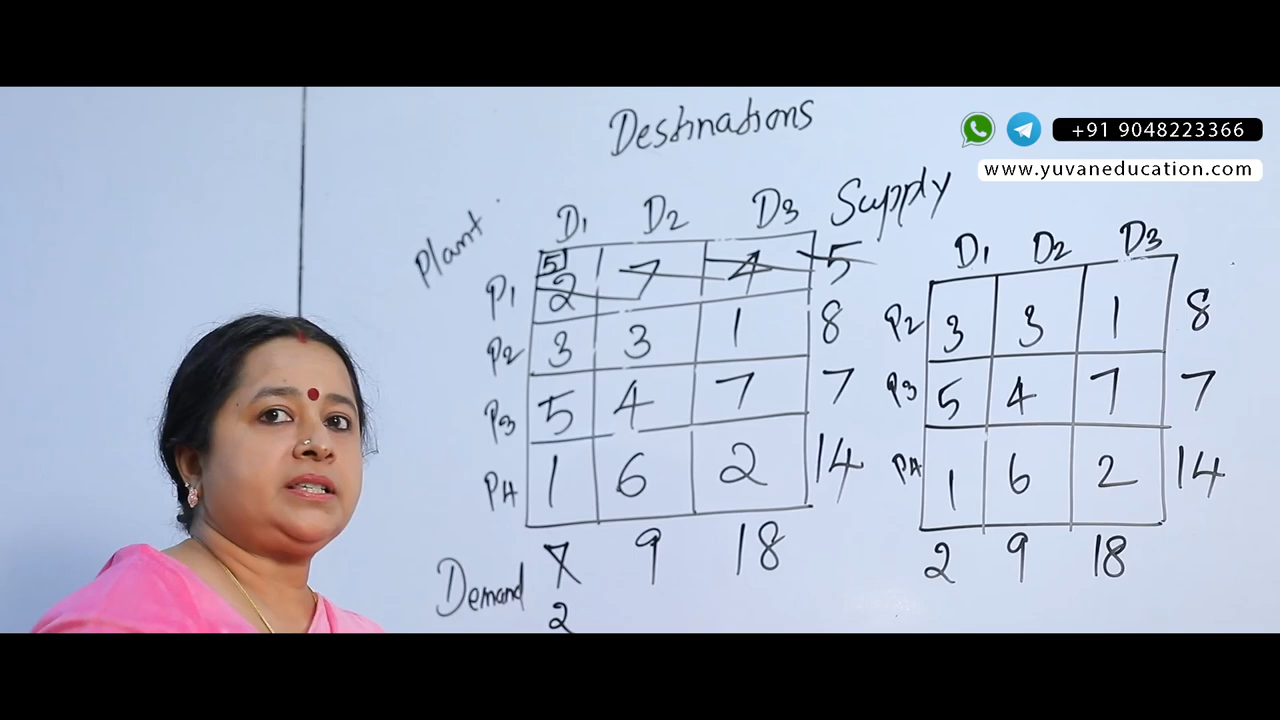 Destinations
+91 9048223366
www.yuvaneducation.com
Plant D1 D2 D3 Supply
P1 5 2 7 4 5
P2 3 3 1 8
P3 5 4 7 7
P4 1 6 2 14
Demand 7 9 18
2
D1 D2 D3
P2 3 3 1 8
P3 5 4 7 7
P4 1 6 2 14
2 9 18